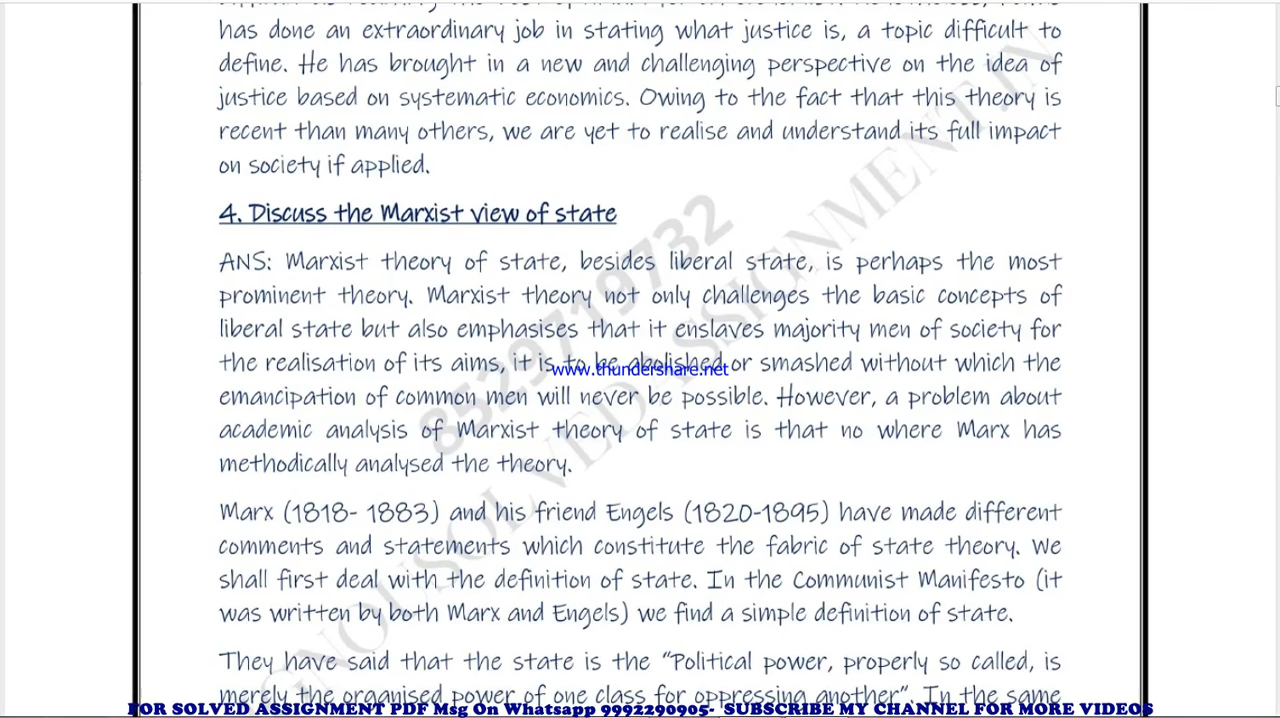 has done an extraordinary job in stating what justice is, a topic difficult to
define. He has brought in a new and challenging perspective on the idea of
justice based on systematic economics. Owing to the fact that this theory is
recent than many others, we are yet to realise and understand its full impact
on society if applied.
4. Discuss the Marxist view of state
ANS: Marxist theory of state, besides liberal state, is perhaps the most
prominent theory. Marxist theory not only challenges the basic concepts of
liberal state but also emphasises that it enslaves majority men of society for
the realisation of its aims, it is to be abolished or smashed without which the
www.thundershare.net
emancipation of common men will never be possible. However, a problem about
academic analysis of Marxist theory of state is that no where Marx has
methodically analysed the theory.
Marx (1818- 1883) and his friend Engels (1820-1895) have made different
comments and statements which constitute the fabric of state theory. We
shall first deal with the definition of state. In the Communist Manifesto (it
was written by both Marx and Engels) we find a simple definition of state.
They have said that the state is the "Political power, properly so called, is
merely the organised power of one class for oppressing another". In the same
FOR SOLVED ASSIGNMENT PDF Msg On Whatsapp 9992290905- SUBSCRIBE MY CHANNEL FOR MORE VIDEOS
8529719732
GNOUSOLVEDASSIGNMENT.IN